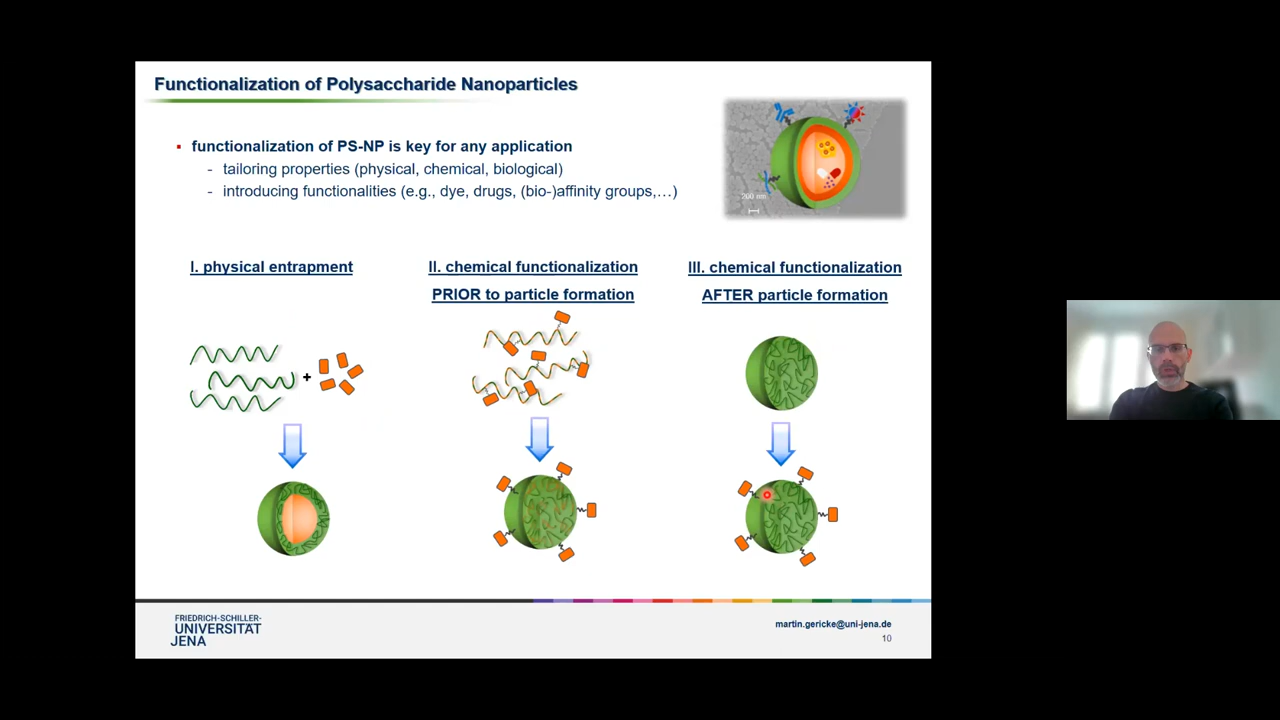 Functionalization of Polysaccharide Nanoparticles
functionalization of PS-NP is key for any application
- tailoring properties (physical, chemical, biological)
- introducing functionalities (e.g., dye, drugs, (bio-)affinity groups,…)
200 nm
I. physical entrapment
II. chemical functionalization
PRIOR to particle formation
III. chemical functionalization
AFTER particle formation
+
FRIEDRICH-SCHILLER-
UNIVERSITÄT
JENA
martin.gericke@uni-jena.de
10